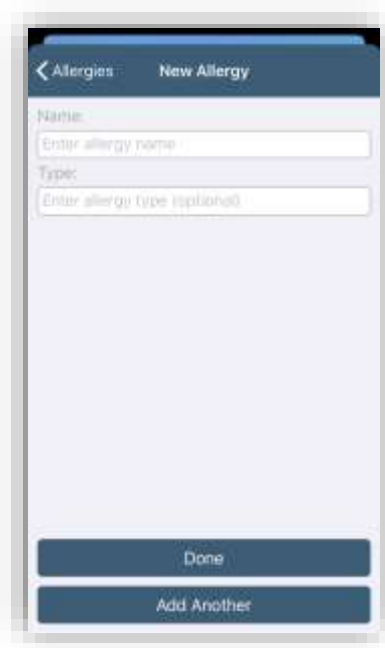 Allergies New Allergy
Name:
Enter allergy name
Type:
Enter allergy type (optional)
Done
Add Another